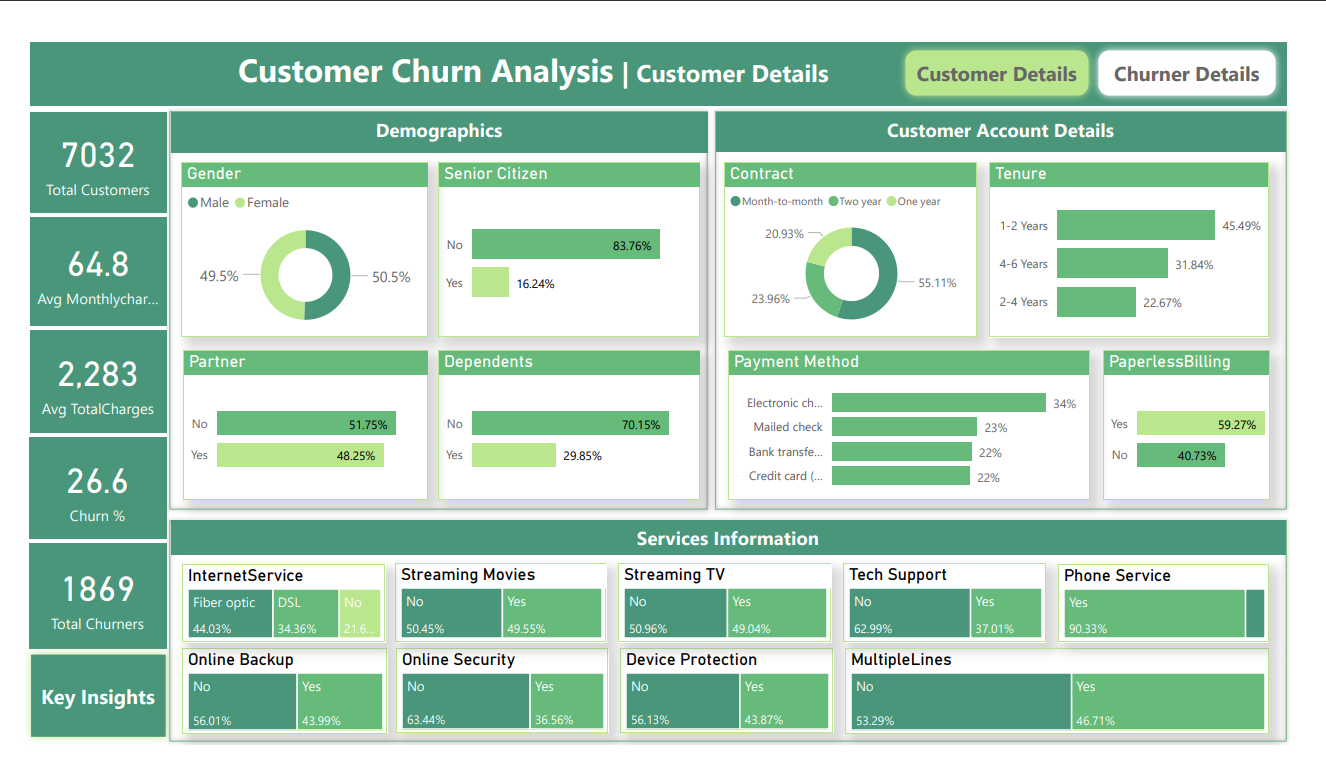 Customer Churn Analysis | Customer Details
Customer Details
Churner Details
7032
Total Customers
64.8
Avg Monthlychar...
2,283
Avg TotalCharges
26.6
Churn %
1869
Total Churners
Key Insights
Demographics
Gender
Male Female
49.5%
50.5%
Senior Citizen
No 83.76%
Yes 16.24%
Partner
No 51.75%
Yes 48.25%
Dependents
No 70.15%
Yes 29.85%
Customer Account Details
Contract
Month-to-month Two year One year
20.93%
23.96%
55.11%
Tenure
1-2 Years 45.49%
4-6 Years 31.84%
2-4 Years 22.67%
Payment Method
Electronic ch... 34%
Mailed check 23%
Bank transfe... 22%
Credit card (... 22%
PaperlessBilling
Yes 59.27%
No 40.73%
Services Information
InternetService
Fiber optic DSL No
44.03% 34.36% 21.6...
Streaming Movies
No Yes
50.45% 49.55%
Streaming TV
No Yes
50.96% 49.04%
Tech Support
No Yes
62.99% 37.01%
Phone Service
Yes
90.33%
Online Backup
No Yes
56.01% 43.99%
Online Security
No Yes
63.44% 36.56%
Device Protection
No Yes
56.13% 43.87%
MultipleLines
No Yes
53.29% 46.71%